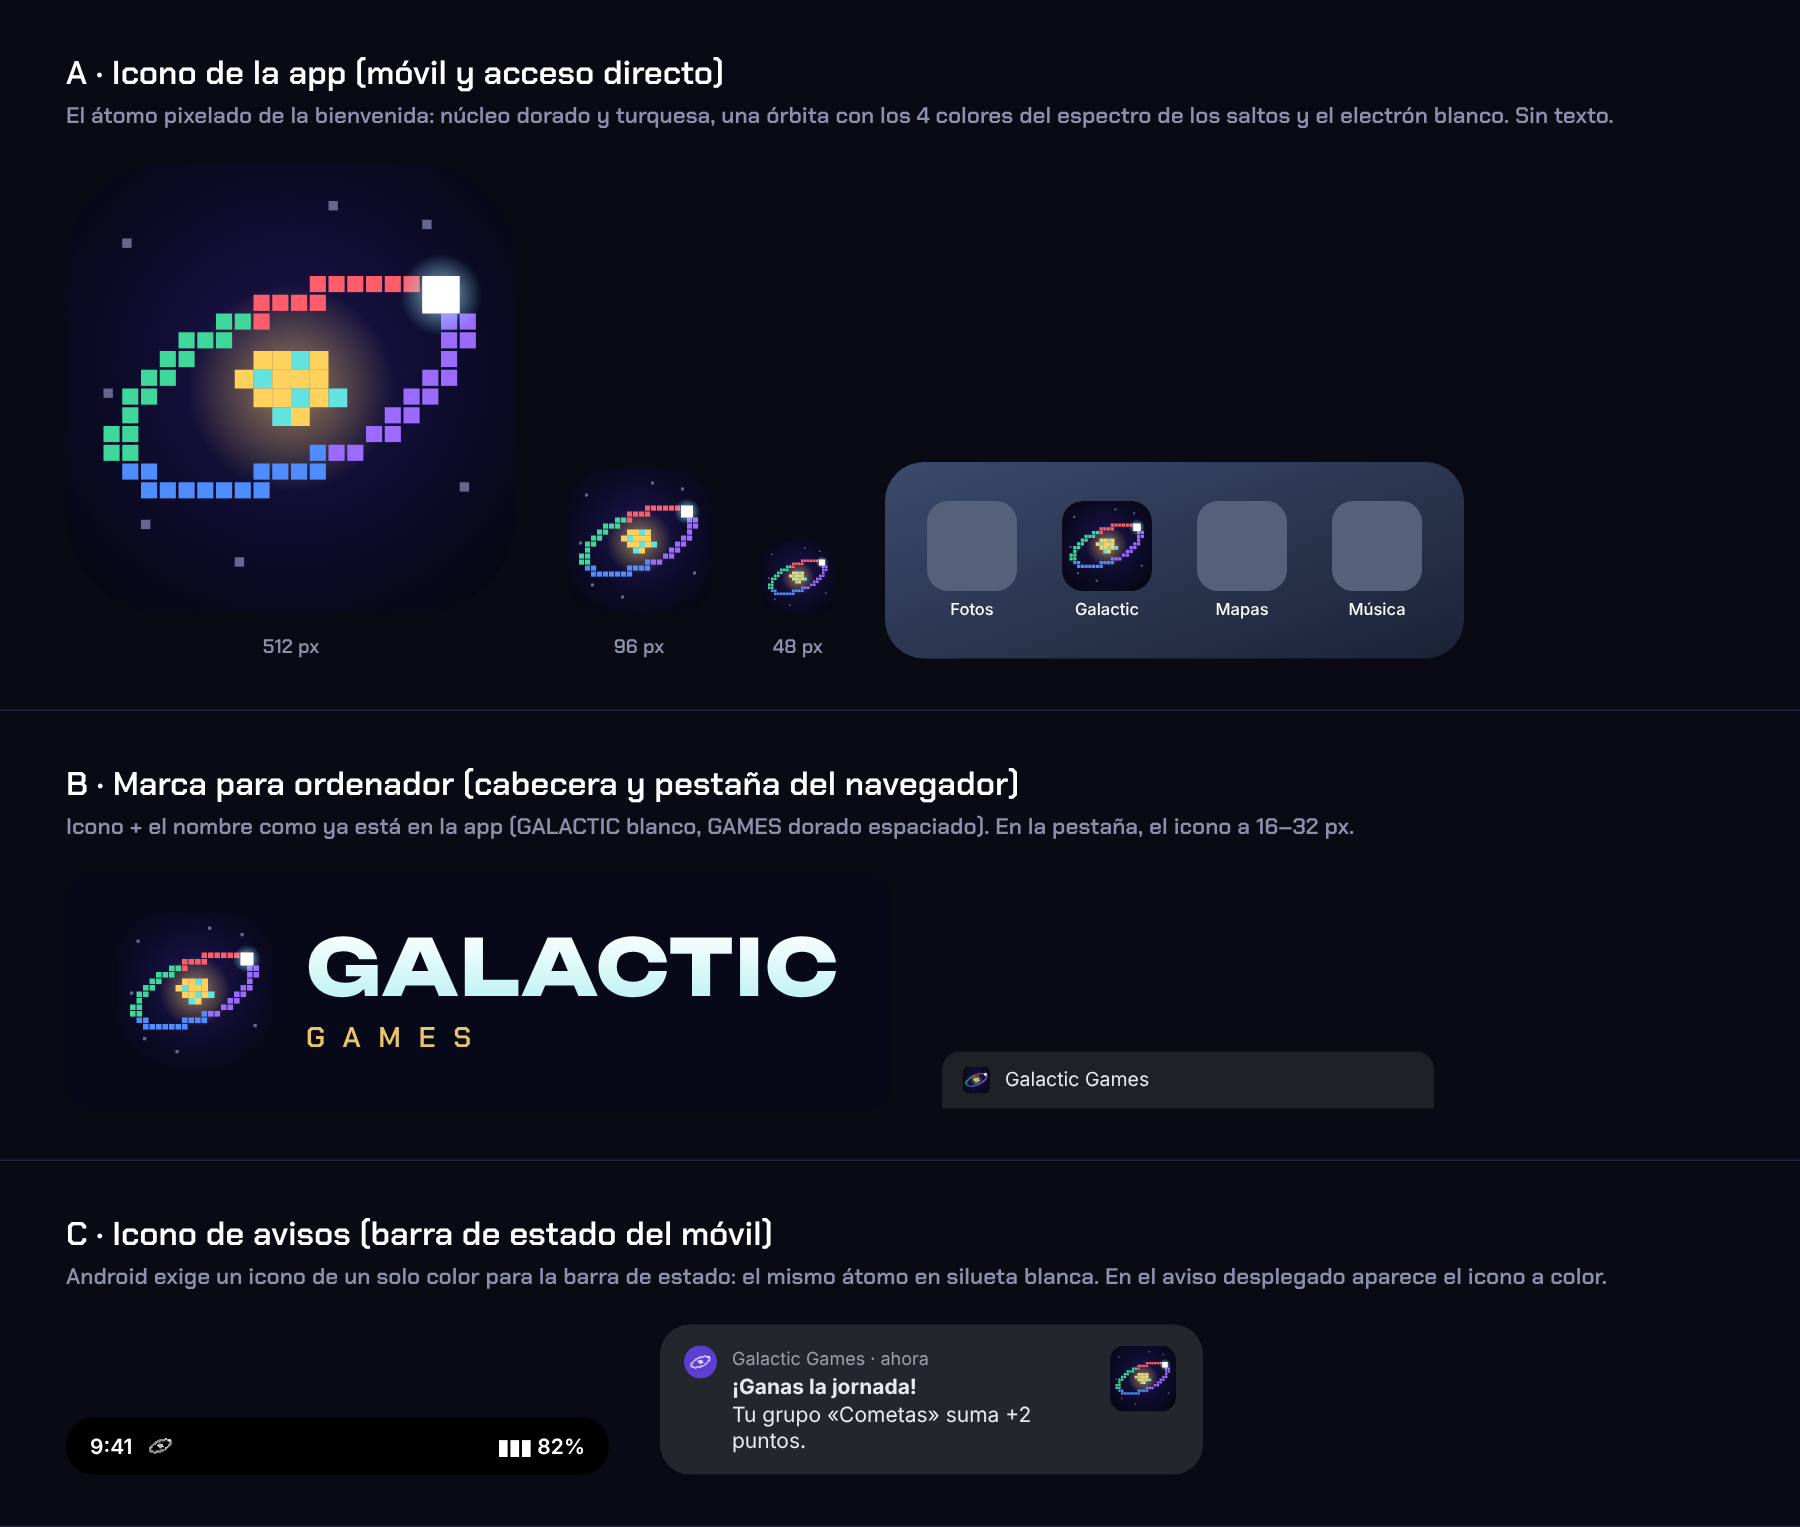 A · Icono de la app (móvil y acceso directo)
El átomo pixelado de la bienvenida: núcleo dorado y turquesa, una órbita con los 4 colores del espectro de los saltos y el electrón blanco. Sin texto.
512 px
96 px
48 px
Fotos
Galactic
Mapas
Música
B · Marca para ordenador (cabecera y pestaña del navegador)
Icono + el nombre como ya está en la app (GALACTIC blanco, GAMES dorado espaciado). En la pestaña, el icono a 16–32 px.
GALACTIC
GAMES
Galactic Games
C · Icono de avisos (barra de estado del móvil)
Android exige un icono de un solo color para la barra de estado: el mismo átomo en silueta blanca. En el aviso desplegado aparece el icono a color.
9:41
82%
Galactic Games · ahora
¡Ganas la jornada!
Tu grupo «Cometas» suma +2
puntos.